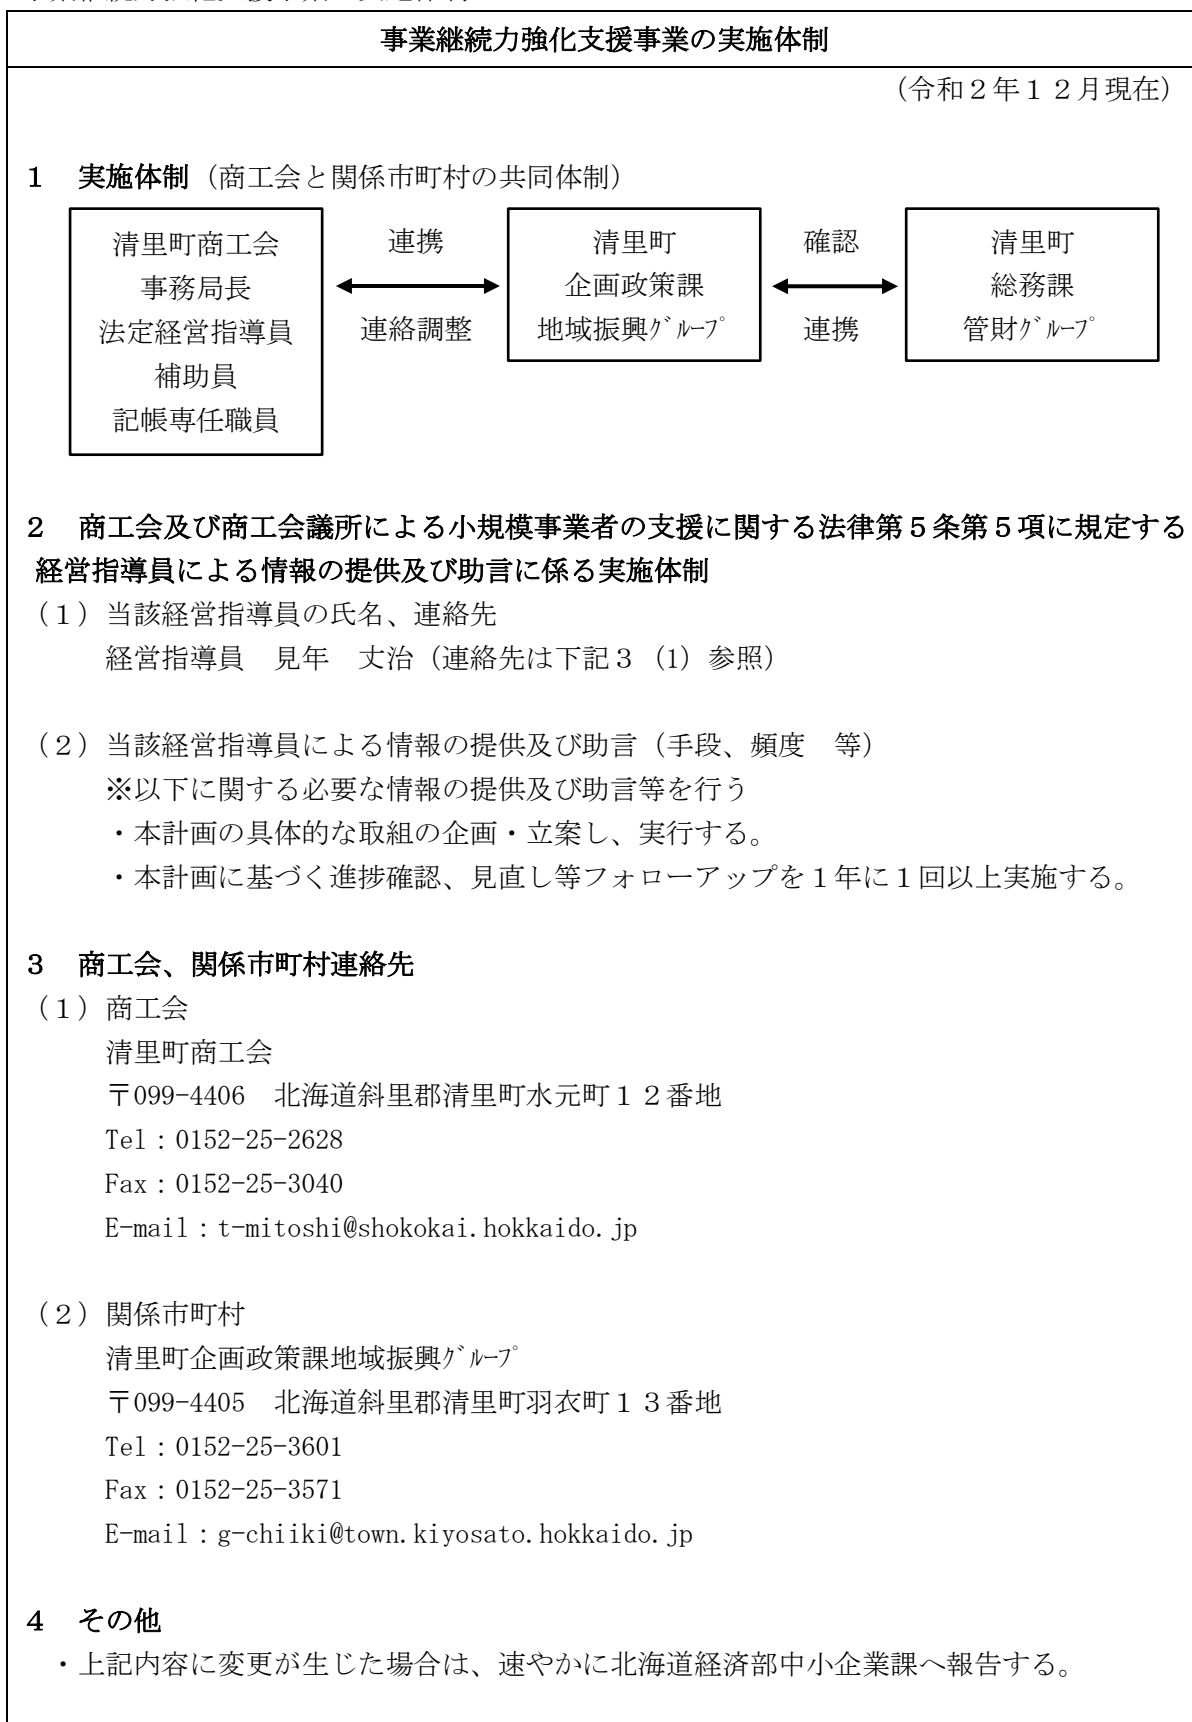 事業継続力強化支援事業の実施体制
（令和２年１２月現在）
１　実施体制（商工会と関係市町村の共同体制）
清里町商工会
事務局長
法定経営指導員
補助員
記帳専任職員
連携
連絡調整
清里町
企画政策課
地域振興ｸﾞﾙｰﾌﾟ
確認
連携
清里町
総務課
管財ｸﾞﾙｰﾌﾟ
２　商工会及び商工会議所による小規模事業者の支援に関する法律第５条第５項に規定する
経営指導員による情報の提供及び助言に係る実施体制
（１）当該経営指導員の氏名、連絡先
経営指導員　見年　丈治（連絡先は下記３（1）参照）
（２）当該経営指導員による情報の提供及び助言（手段、頻度　等）
※以下に関する必要な情報の提供及び助言等を行う
・本計画の具体的な取組の企画・立案し、実行する。
・本計画に基づく進捗確認、見直し等フォローアップを１年に１回以上実施する。
３　商工会、関係市町村連絡先
（１）商工会
清里町商工会
〒099-4406　北海道斜里郡清里町水元町１２番地
Tel：0152-25-2628
Fax：0152-25-3040
E-mail：t-mitoshi@shokokai.hokkaido.jp
（２）関係市町村
清里町企画政策課地域振興ｸﾞﾙｰﾌﾟ
〒099-4405　北海道斜里郡清里町羽衣町１３番地
Tel：0152-25-3601
Fax：0152-25-3571
E-mail：g-chiiki@town.kiyosato.hokkaido.jp
４　その他
・上記内容に変更が生じた場合は、速やかに北海道経済部中小企業課へ報告する。